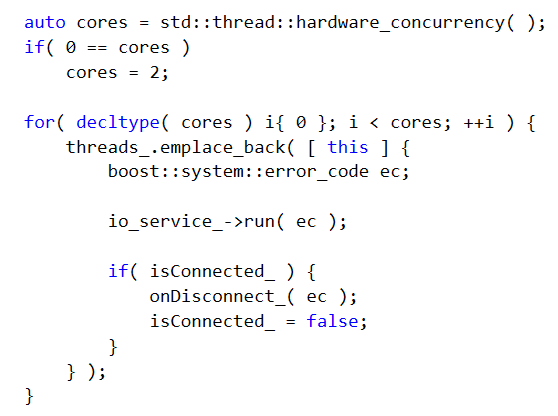 auto cores = std::thread::hardware_concurrency( );
if( 0 == cores )
    cores = 2;

for( decltype( cores ) i{ 0 }; i < cores; ++i ) {
    threads_.emplace_back( [ this ] {
        boost::system::error_code ec;

        io_service_->run( ec );

        if( isConnected_ ) {
            onDisconnect_( ec );
            isConnected_ = false;
        }
    } );
}